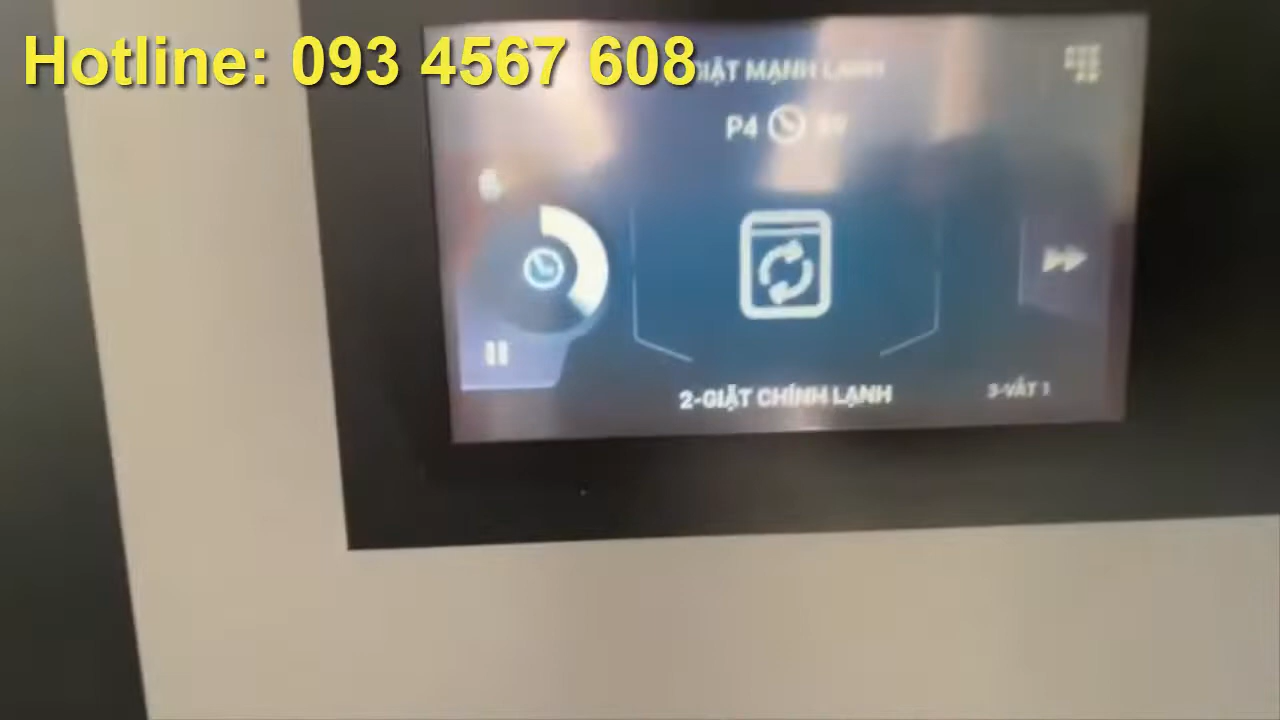 Hotline: 093 4567 608
GIẶT MẠNH LẠNH
P4
2-GIẶT CHÍNH LẠNH
3-VẮT 1